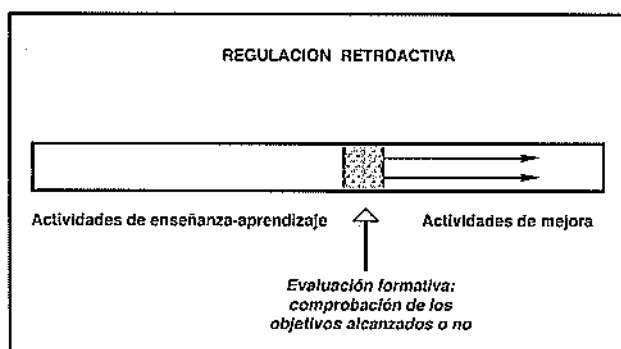 REGULACION RETROACTIVA
Actividades de enseñanza-aprendizaje
Actividades de mejora
Evaluación formativa:
comprobación de los
objetivos alcanzados o no